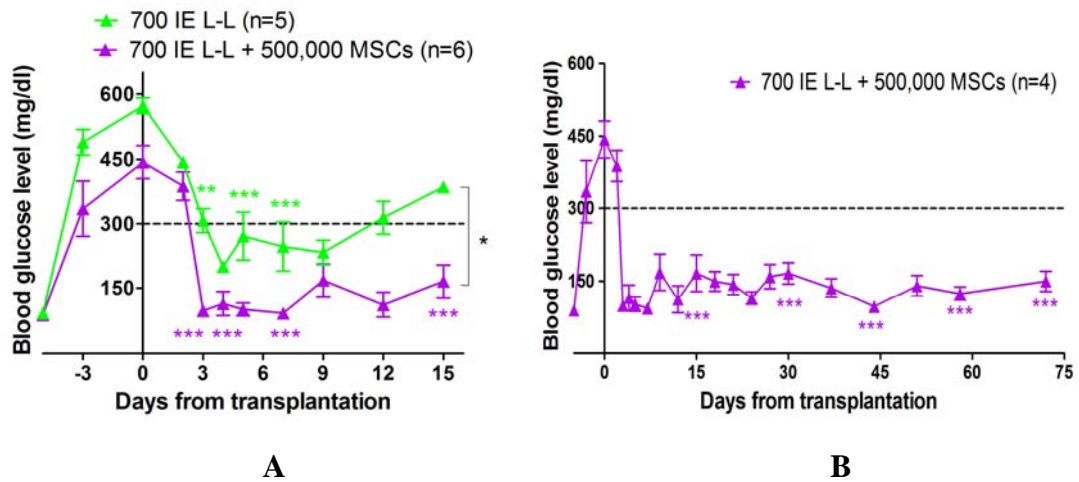 700 IE L-L (n=5)
700 IE L-L + 500,000 MSCs (n=6)
Blood glucose level (mg/dl)
600
450
300
150
** *** ***
*
*** *** *** ***
-3 0 3 6 9 12 15
Days from transplantation
A
700 IE L-L + 500,000 MSCs (n=4)
Blood glucose level (mg/dl)
600
450
300
150
*** *** *** *** ***
0 15 30 45 60 75
Days from transplantation
B